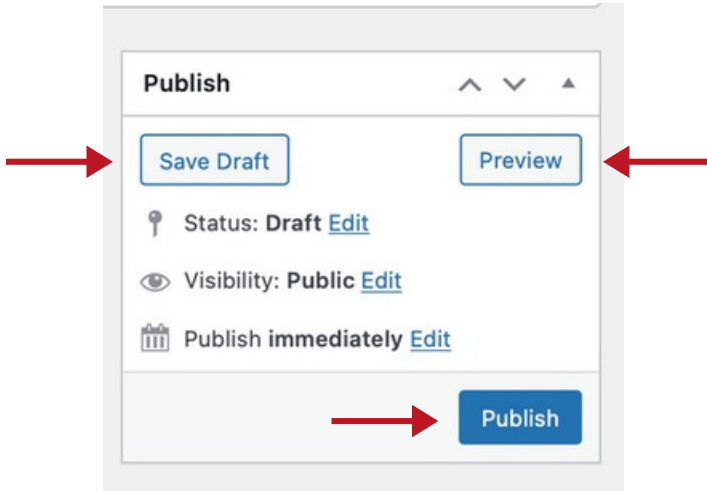 Publish
Save Draft Preview
Status: Draft Edit
Visibility: Public Edit
Publish immediately Edit
Publish